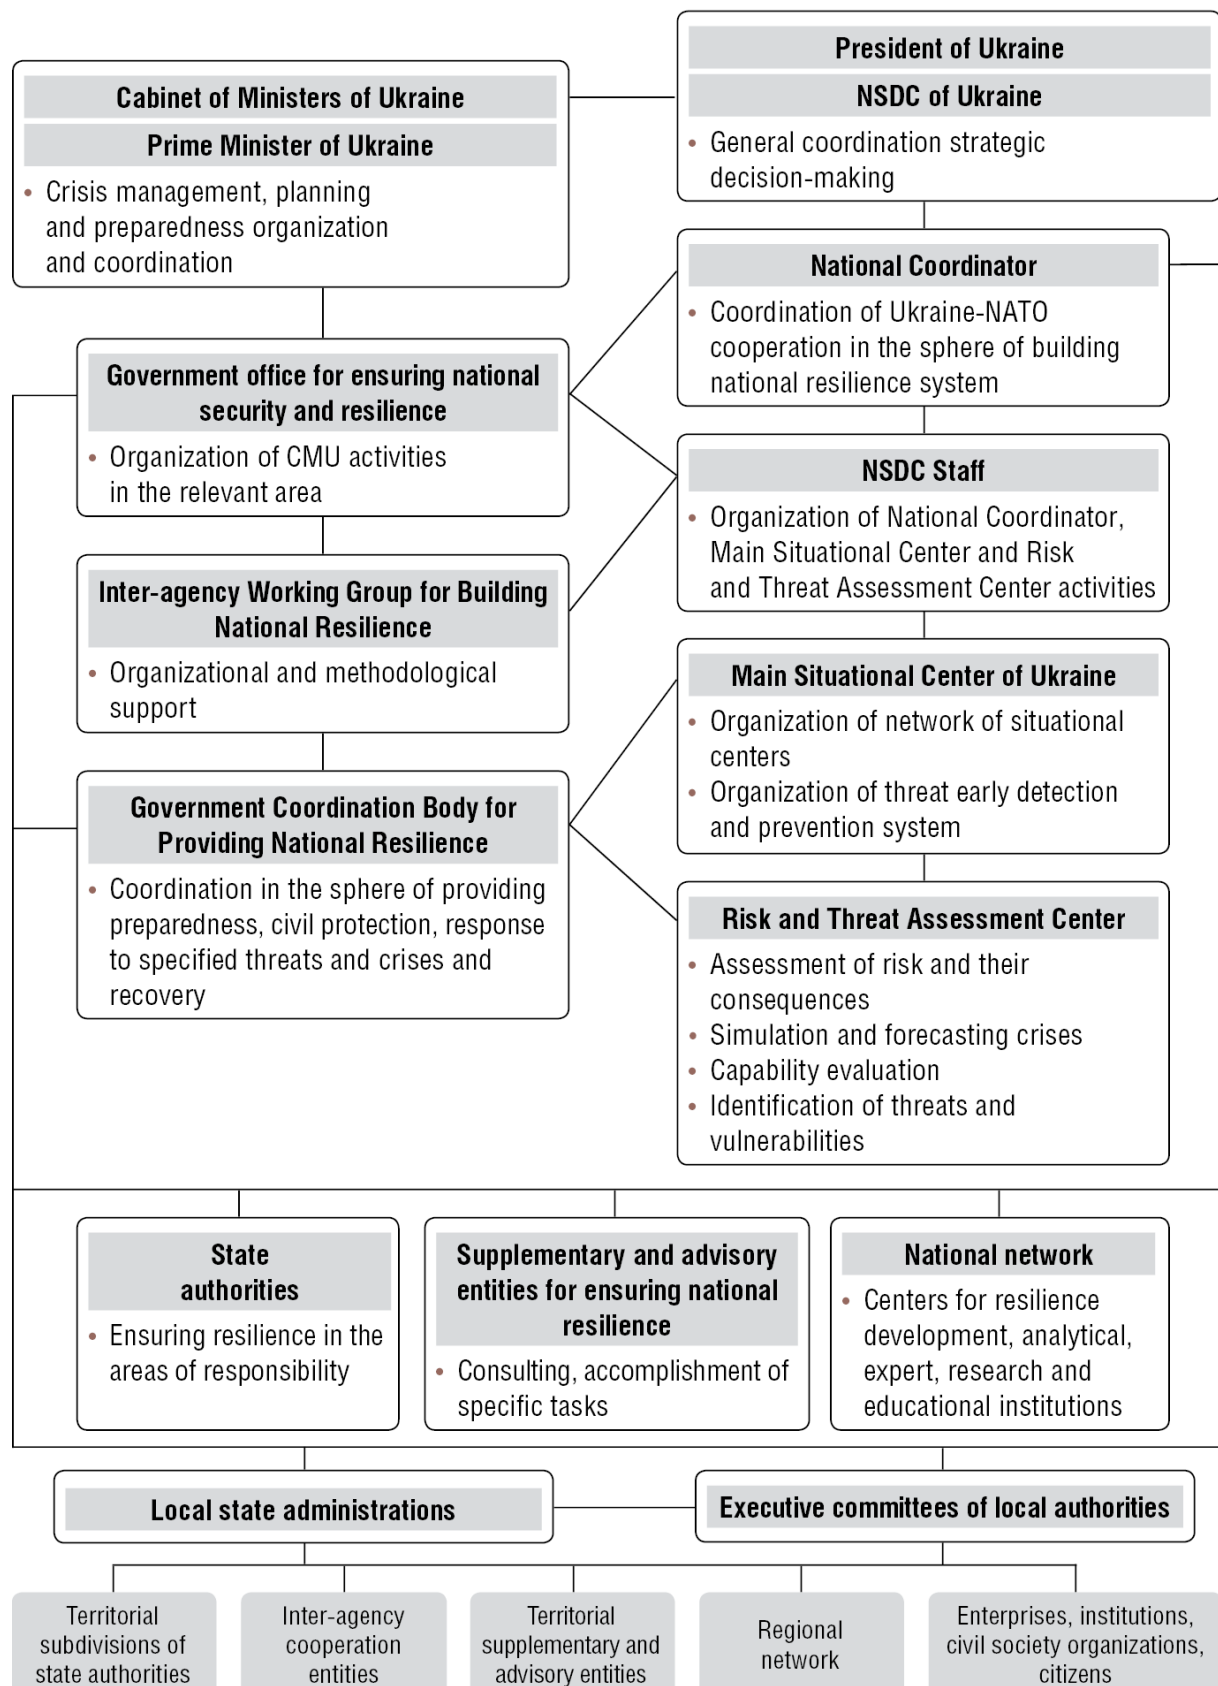 President of Ukraine
NSDC of Ukraine
• General coordination strategic
decision-making
Cabinet of Ministers of Ukraine
Prime Minister of Ukraine
• Crisis management, planning
and preparedness organization
and coordination
National Coordinator
• Coordination of Ukraine-NATO
cooperation in the sphere of building
national resilience system
Government office for ensuring national
security and resilience
• Organization of CMU activities
in the relevant area
NSDC Staff
• Organization of National Coordinator,
Main Situational Center and Risk
and Threat Assessment Center activities
Inter-agency Working Group for Building
National Resilience
• Organizational and methodological
support
Main Situational Center of Ukraine
• Organization of network of situational
centers
• Organization of threat early detection
and prevention system
Government Coordination Body for
Providing National Resilience
• Coordination in the sphere of providing
preparedness, civil protection, response
to specified threats and crises and
recovery
Risk and Threat Assessment Center
• Assessment of risk and their
consequences
• Simulation and forecasting crises
• Capability evaluation
• Identification of threats and
vulnerabilities
State
authorities
• Ensuring resilience in the
areas of responsibility
Supplementary and advisory
entities for ensuring national
resilience
• Consulting, accomplishment of
specific tasks
National network
• Centers for resilience
development, analytical,
expert, research and
educational institutions
Local state administrations
Executive committees of local authorities
Territorial
subdivisions of
state authorities
Inter-agency
cooperation
entities
Territorial
supplementary and
advisory entities
Regional
network
Enterprises, institutions,
civil society organizations,
citizens